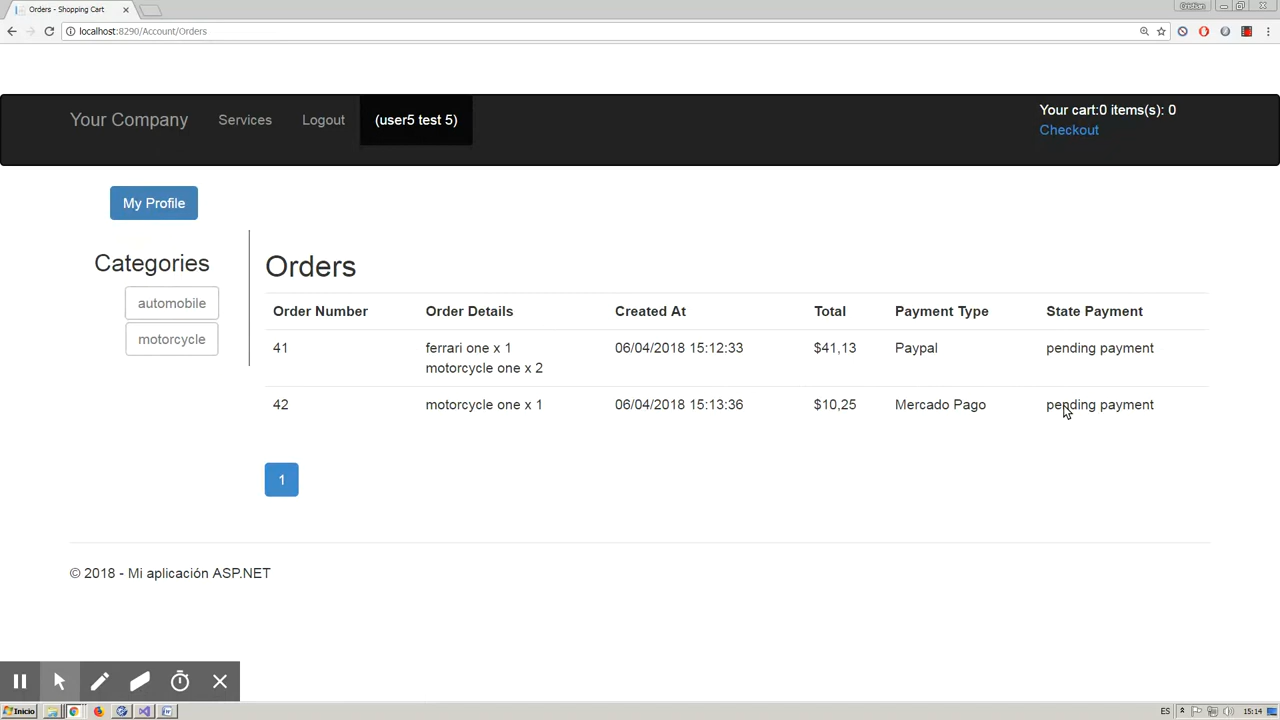 Orders - Shopping Cart
Cristian
localhost:8290/Account/Orders
Your Company Services Logout (user5 test 5)
Your cart:0 items(s): 0
Checkout
My Profile
Categories
automobile
motorcycle
Orders
Order Number Order Details Created At Total Payment Type State Payment
41 ferrari one x 1 06/04/2018 15:12:33 $41,13 Paypal pending payment
motorcycle one x 2
42 motorcycle one x 1 06/04/2018 15:13:36 $10,25 Mercado Pago pending payment
1
© 2018 - Mi aplicación ASP.NET
Inicio ES 15:14